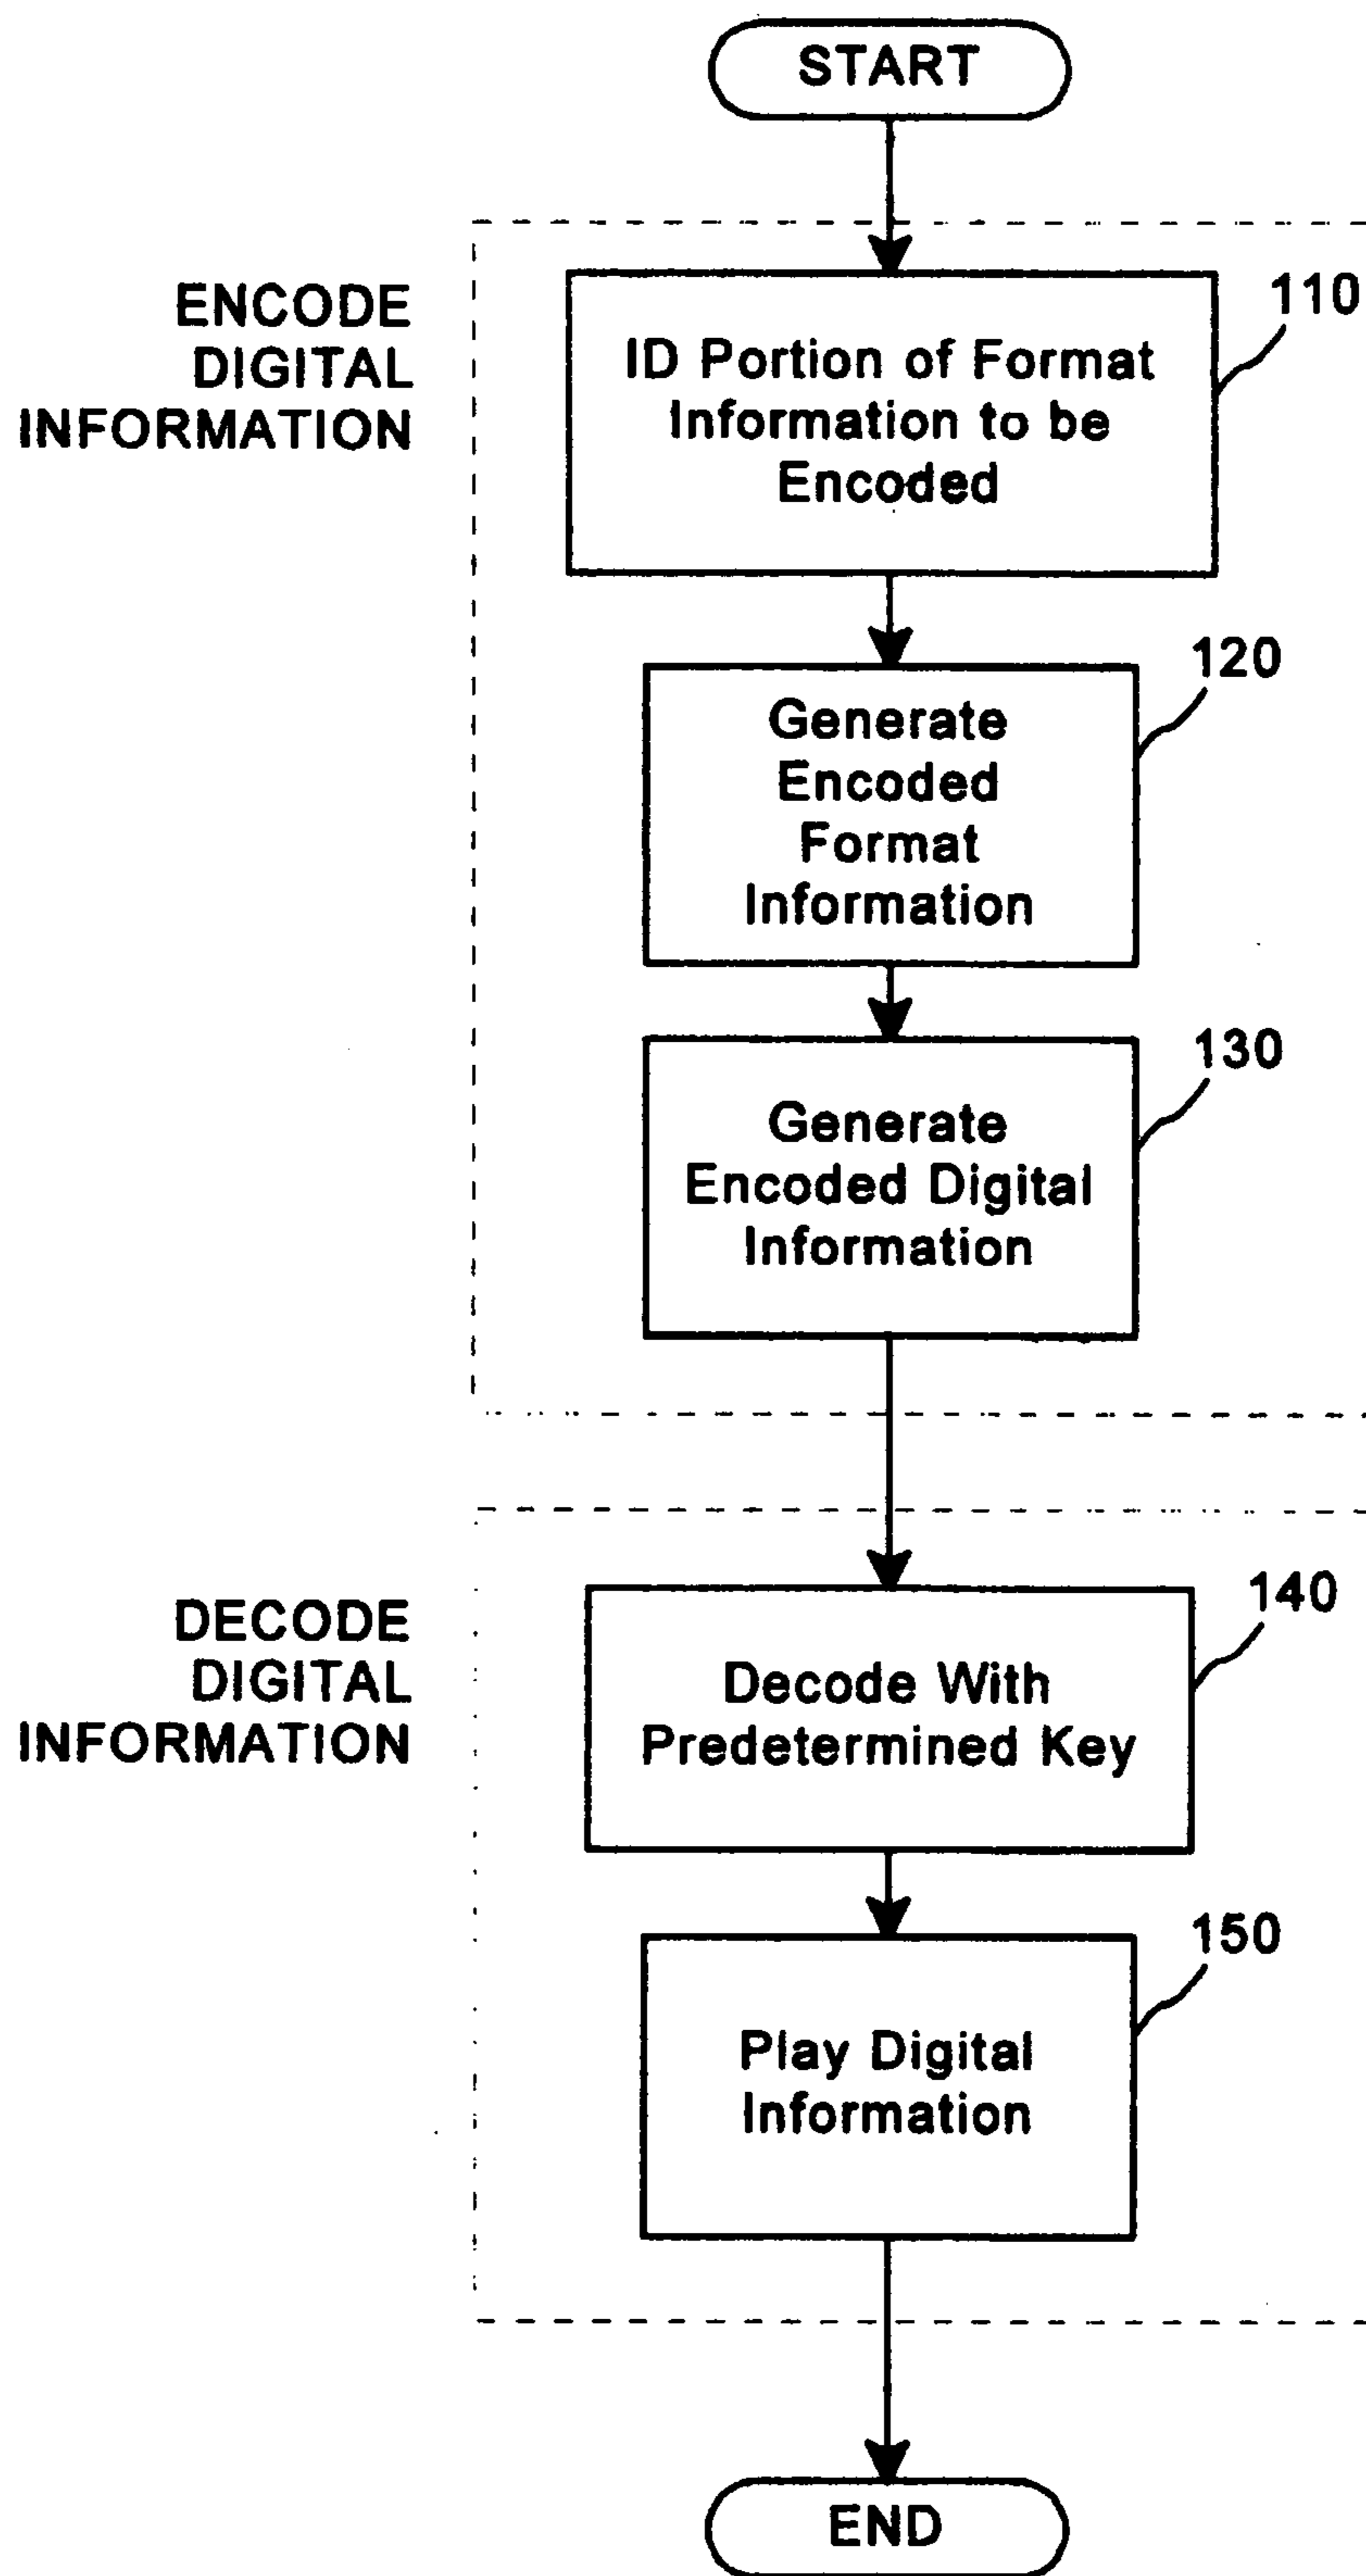 START
ENCODE
DIGITAL
INFORMATION
110
ID Portion of Format
Information to be
Encoded
120
Generate
Encoded
Format
Information
130
Generate
Encoded Digital
Information
DECODE
DIGITAL
INFORMATION
140
Decode With
Predetermined Key
150
Play Digital
Information
END